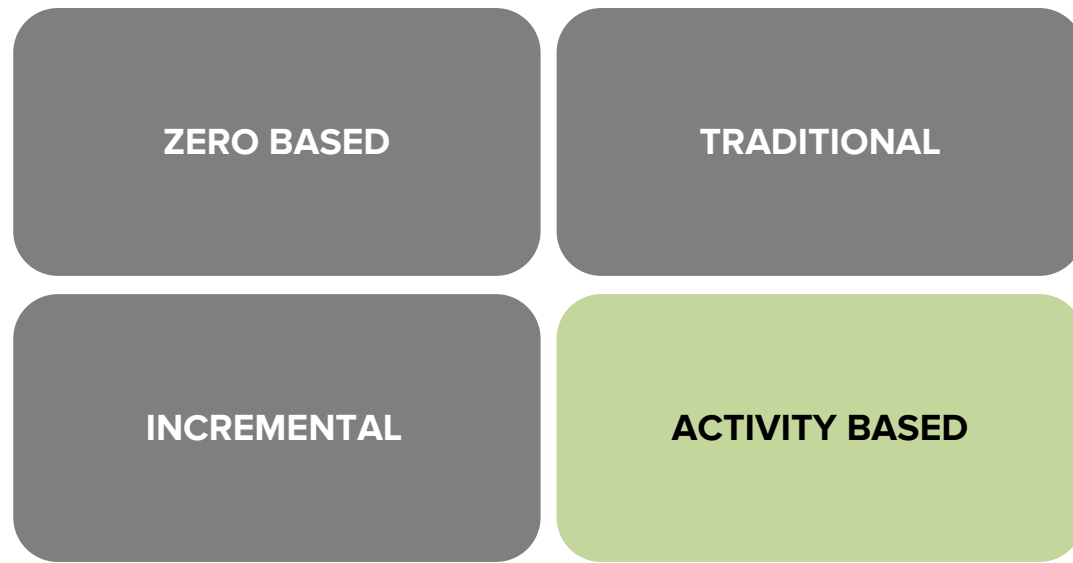 ZERO BASED
TRADITIONAL
INCREMENTAL
ACTIVITY BASED